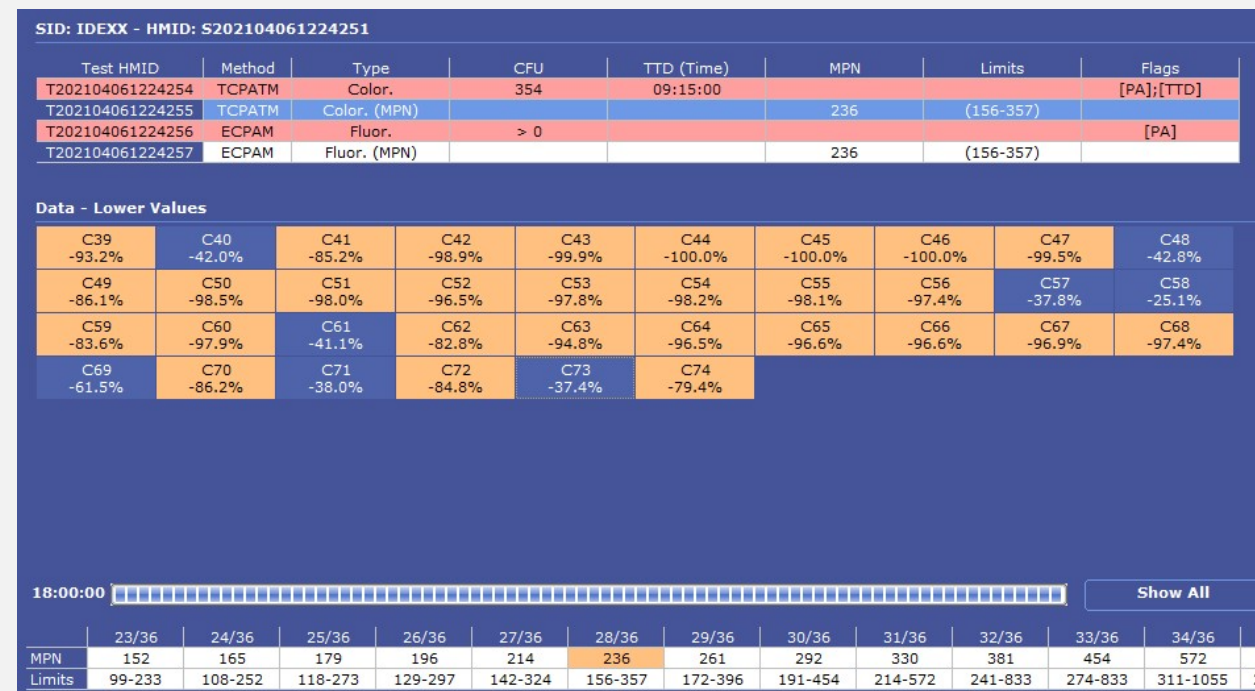 SID: IDEXX - HMID: S202104061224251
Test HMID Method Type CFU TTD (Time) MPN Limits Flags
T202104061224254 TCPATM Color. 354 09:15:00 [PA];[TTD]
T202104061224255 TCPATM Color. (MPN) 236 (156-357)
T202104061224256 ECPAM Fluor. > 0 [PA]
T202104061224257 ECPAM Fluor. (MPN) 236 (156-357)
Data - Lower Values
C39 C40 C41 C42 C43 C44 C45 C46 C47 C48
-93.2% -42.0% -85.2% -98.9% -99.9% -100.0% -100.0% -100.0% -99.5% -42.8%
C49 C50 C51 C52 C53 C54 C55 C56 C57 C58
-86.1% -98.5% -98.0% -96.5% -97.8% -98.2% -98.1% -97.4% -37.8% -25.1%
C59 C60 C61 C62 C63 C64 C65 C66 C67 C68
-83.6% -97.9% -41.1% -82.8% -94.8% -96.5% -96.6% -96.6% -96.9% -97.4%
C69 C70 C71 C72 C73 C74
-61.5% -86.2% -38.0% -84.8% -37.4% -79.4%
18:00:00 Show All
23/36 24/36 25/36 26/36 27/36 28/36 29/36 30/36 31/36 32/36 33/36 34/36
MPN 152 165 179 196 214 236 261 292 330 381 454 572
Limits 99-233 108-252 118-273 129-297 142-324 156-357 172-396 191-454 214-572 241-833 274-833 311-1055